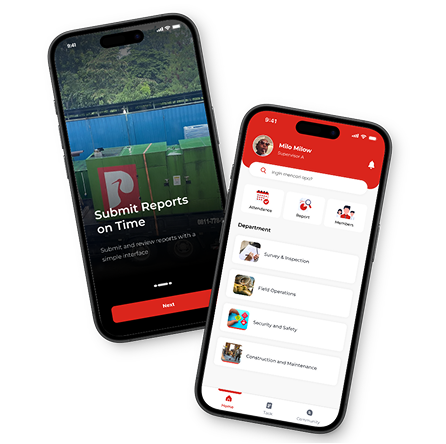 9:41
Submit Reports
on Time
Submit and review reports with a
simple interface
Next
9:41
Milo Milow
Supervisor A
Ingin mencari apa?
Attendance
Report
Members
Department
Survey & Inspection
Field Operations
Security and Safety
Construction and Maintenance
Home
Task
Community